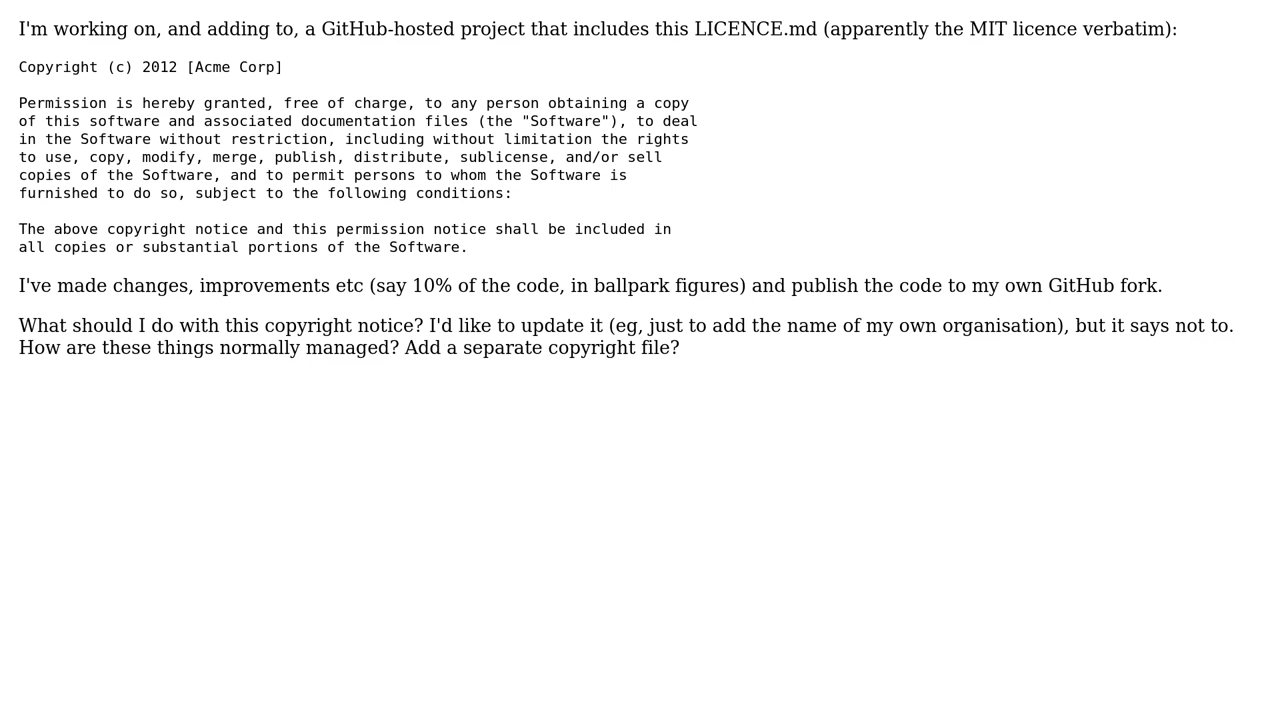 I'm working on, and adding to, a GitHub-hosted project that includes this LICENCE.md (apparently the MIT licence verbatim):
Copyright (c) 2012 [Acme Corp]
Permission is hereby granted, free of charge, to any person obtaining a copy
of this software and associated documentation files (the "Software"), to deal
in the Software without restriction, including without limitation the rights
to use, copy, modify, merge, publish, distribute, sublicense, and/or sell
copies of the Software, and to permit persons to whom the Software is
furnished to do so, subject to the following conditions:
The above copyright notice and this permission notice shall be included in
all copies or substantial portions of the Software.
I've made changes, improvements etc (say 10% of the code, in ballpark figures) and publish the code to my own GitHub fork.
What should I do with this copyright notice? I'd like to update it (eg, just to add the name of my own organisation), but it says not to.
How are these things normally managed? Add a separate copyright file?